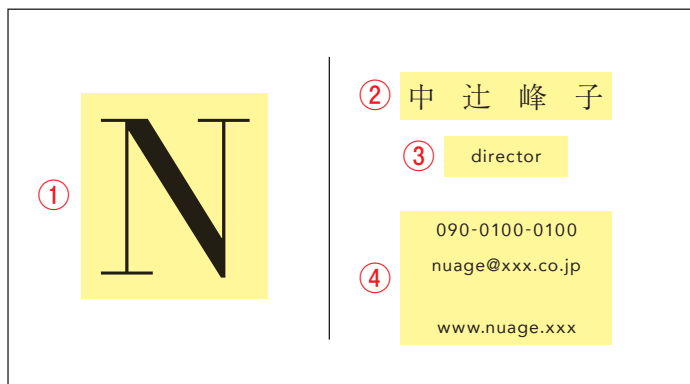 ①
N
② 中辻峰子
③ director
④
090-0100-0100
nuage@xxx.co.jp
www.nuage.xxx